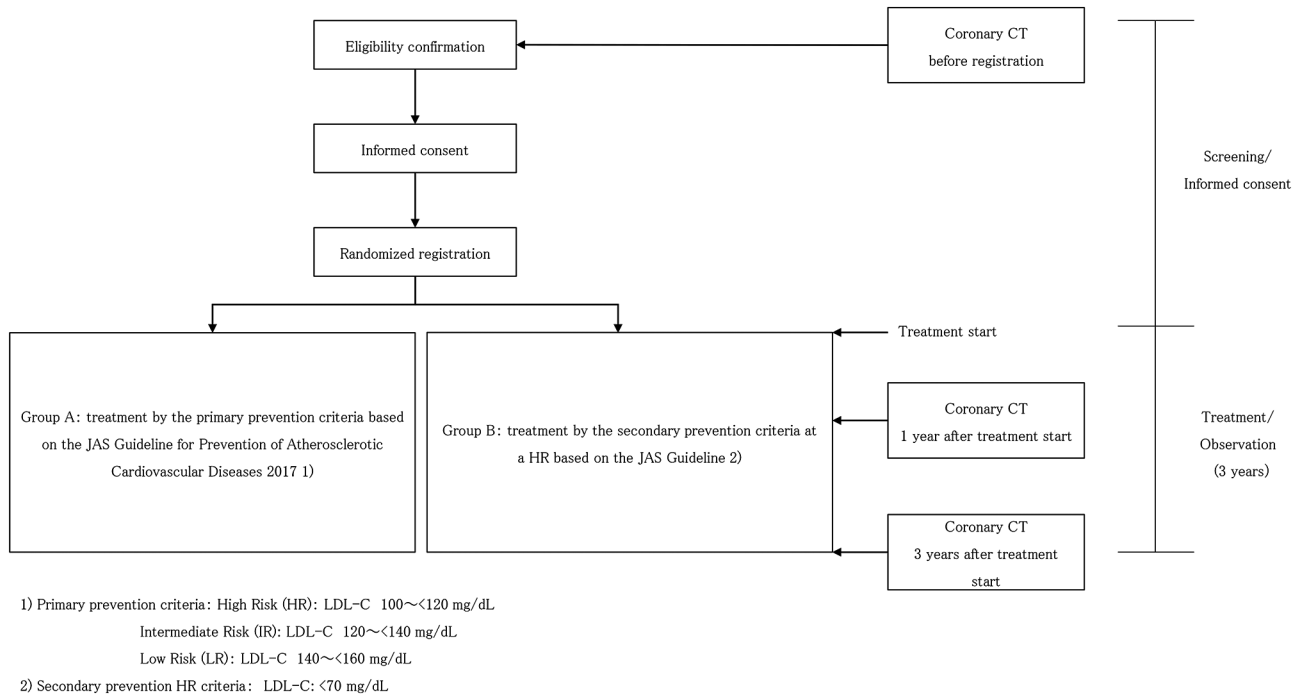 Eligibility confirmation
Coronary CT
before registration
Informed consent
Screening/
Informed consent
Randomized registration
Treatment start
Group A: treatment by the primary prevention criteria based
on the JAS Guideline for Prevention of Atherosclerotic
Cardiovascular Diseases 2017 1)
Group B: treatment by the secondary prevention criteria at
a HR based on the JAS Guideline 2)
Coronary CT
1 year after treatment start
Treatment/
Observation
(3 years)
Coronary CT
3 years after treatment
start
1) Primary prevention criteria: High Risk (HR): LDL-C 100～<120 mg/dL
Intermediate Risk (IR): LDL-C 120～<140 mg/dL
Low Risk (LR): LDL-C 140～<160 mg/dL
2) Secondary prevention HR criteria: LDL-C: <70 mg/dL